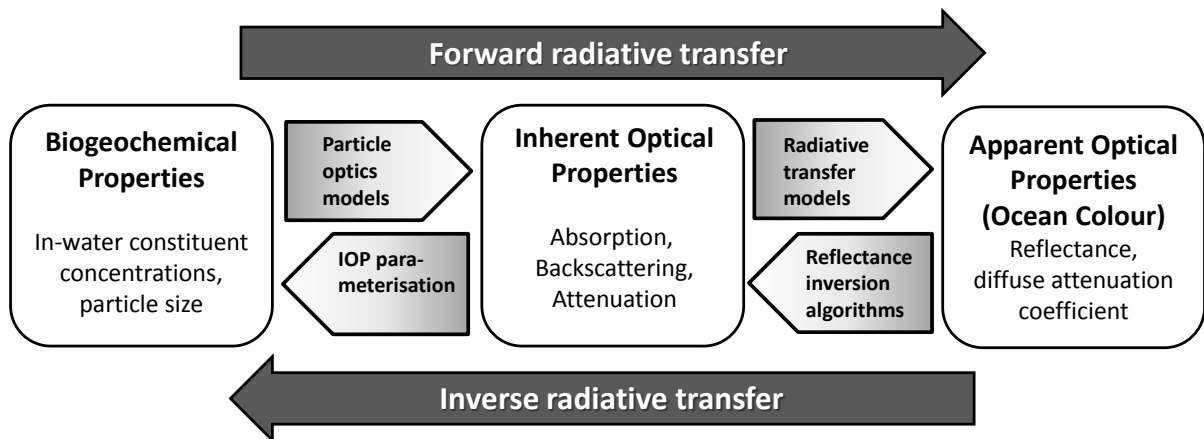 Forward radiative transfer
Biogeochemical
Properties
In-water constituent
concentrations,
particle size
Particle
optics
models
IOP para-
meterisation
Inherent Optical
Properties
Absorption,
Backscattering,
Attenuation
Radiative
transfer
models
Reflectance
inversion
algorithms
Apparent Optical
Properties
(Ocean Colour)
Reflectance,
diffuse attenuation
coefficient
Inverse radiative transfer